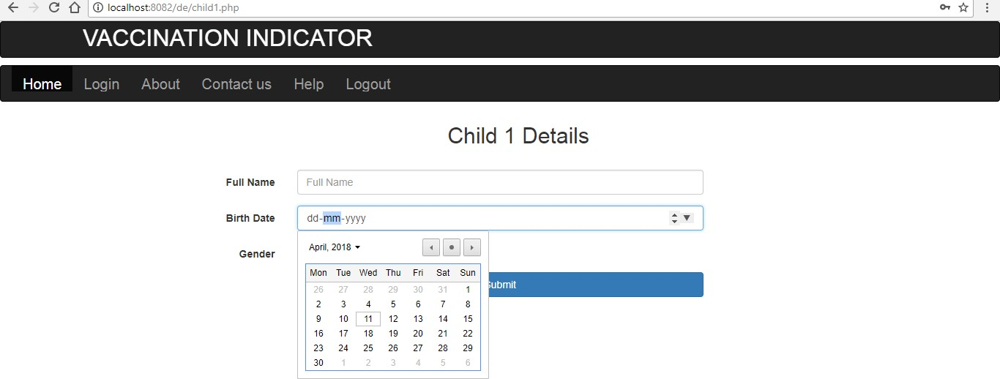 localhost:8082/de/child1.php
VACCINATION INDICATOR
Home Login About Contact us Help Logout
Child 1 Details
Full Name Full Name
Birth Date dd-mm-yyyy
April, 2018
Gender
Mon Tue Wed Thu Fri Sat Sun
26 27 28 29 30 31 1
2 3 4 5 6 7 8
9 10 11 12 13 14 15
16 17 18 19 20 21 22
23 24 25 26 27 28 29
30 1 2 3 4 5 6
Submit